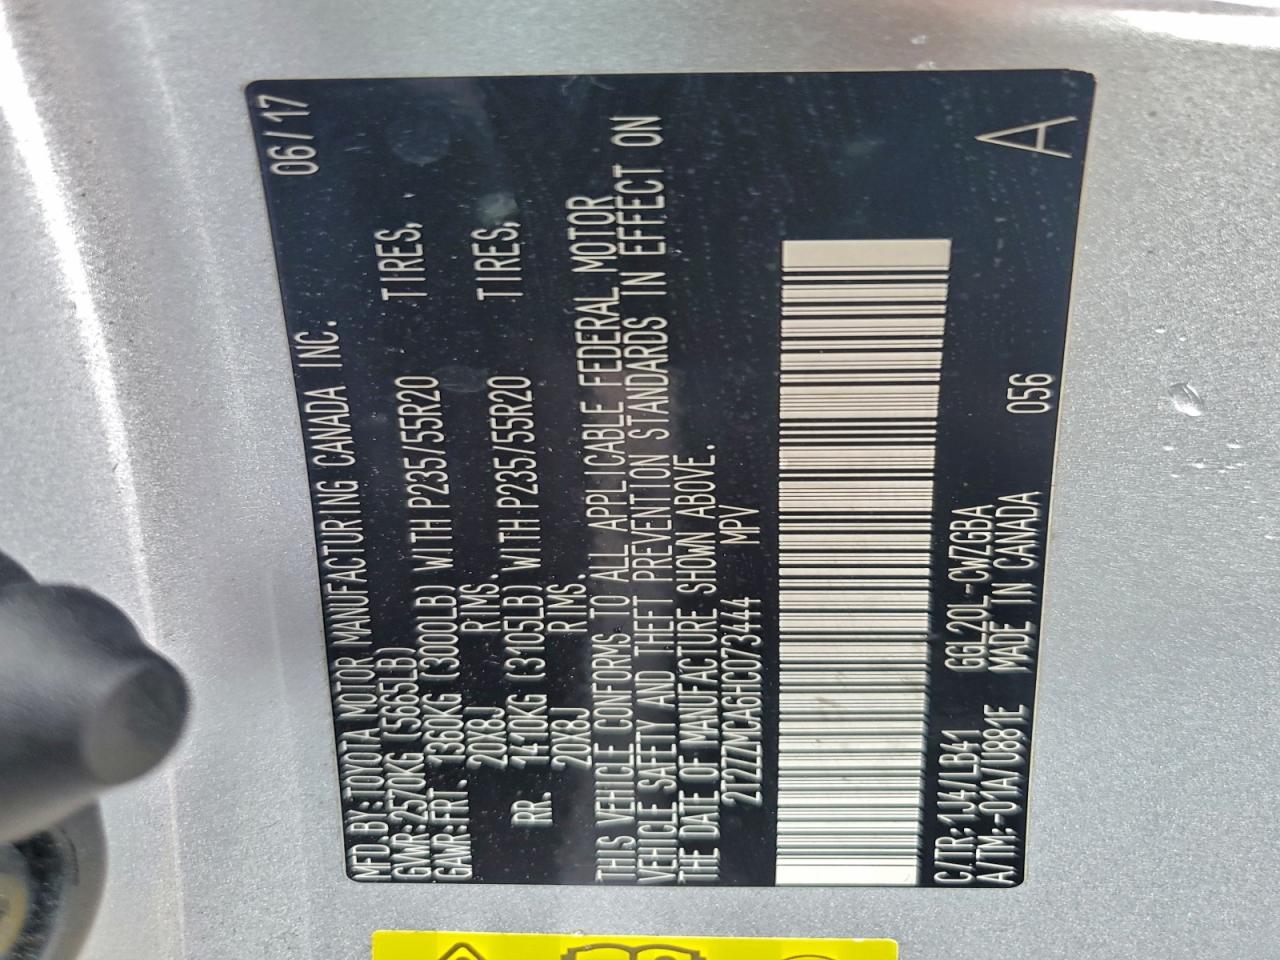 MFD.BY:TOYOTA MOTOR MANUFACTURING CANADA INC. 06/17
GVWR:2570KG (5665LB)
GAWR:FRT. 1360KG (3000LB) WITH P235/55R20 TIRES,
20X8J RIMS.
RR. 1410KG (3105LB) WITH P235/55R20 TIRES,
20X8J RIMS.
THIS VEHICLE CONFORMS TO ALL APPLICABLE FEDERAL MOTOR
VEHICLE SAFETY AND THEFT PREVENTION STANDARDS IN EFFECT ON
THE DATE OF MANUFACTURE SHOWN ABOVE.
2T2ZZMCA6HC073444 MPV
A
C/TR:1J4/LB41 GGL20L-CWZGBA
A/TM:-01A/0881E MADE IN CANADA 056